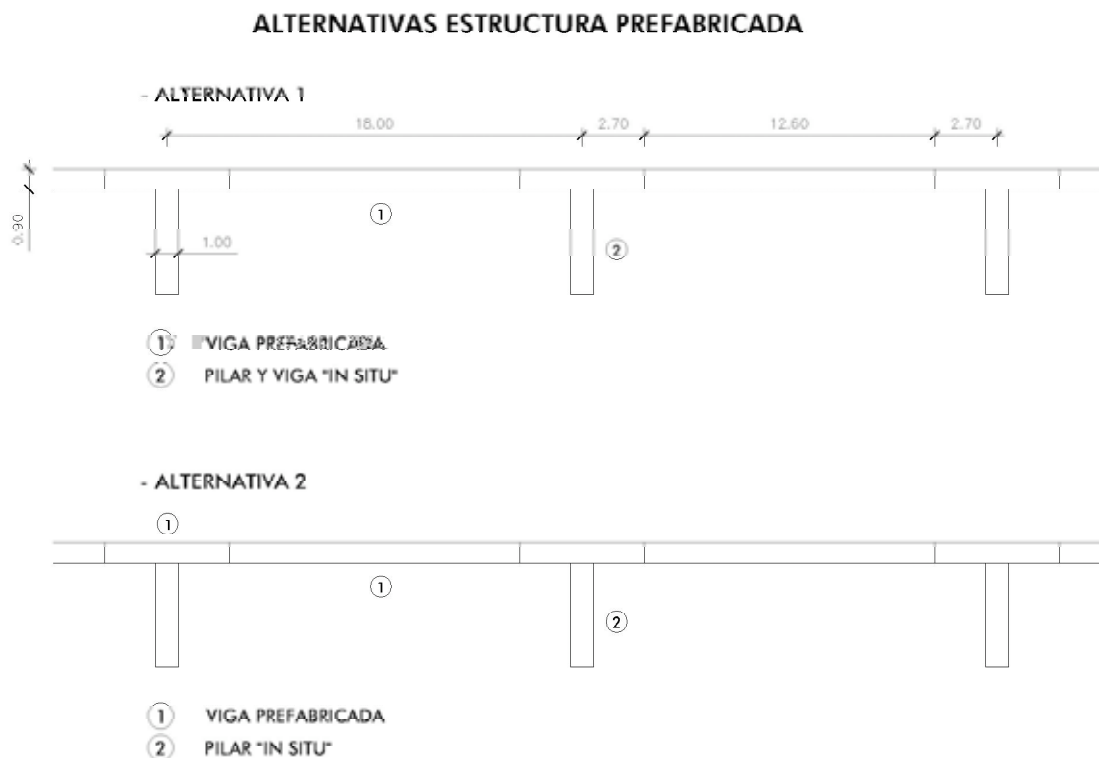 ALTERNATIVAS ESTRUCTURA PREFABRICADA
- ALTERNATIVA 1
18.00 2.70 12.60 2.70
0.90
1
1.00
2
1 VIGA PREFABRICADA
2 PILAR Y VIGA "IN SITU"
- ALTERNATIVA 2
1
1
2
1 VIGA PREFABRICADA
2 PILAR "IN SITU"